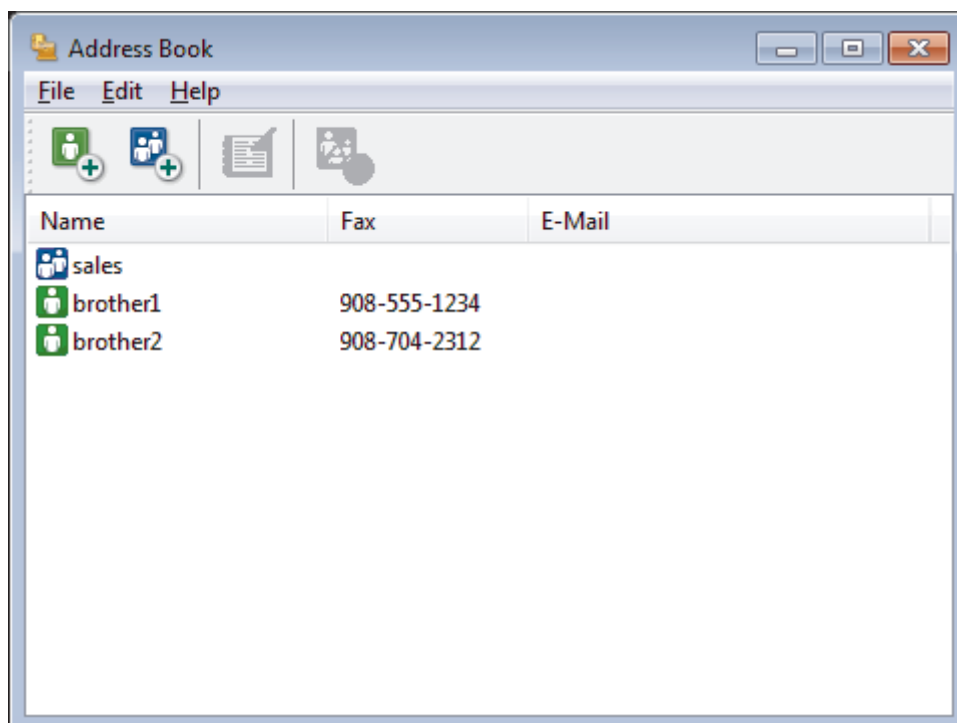 Address Book
File Edit Help
Name Fax E-Mail
sales
brother1 908-555-1234
brother2 908-704-2312